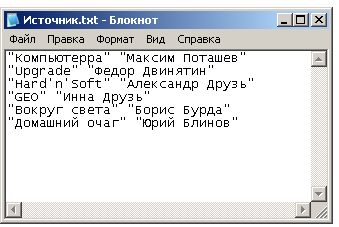 Источник.txt - Блокнот
Файл Правка Формат Вид Справка
"Компьютерра" "Максим Поташев"
"Upgrade" "Федор Двинятин"
"Hard'n'Soft" "Александр Друзь"
"GEO" "Инна Друзь"
"Вокруг света" "Борис Бурда"
"Домашний очаг" "Юрий Блинов"